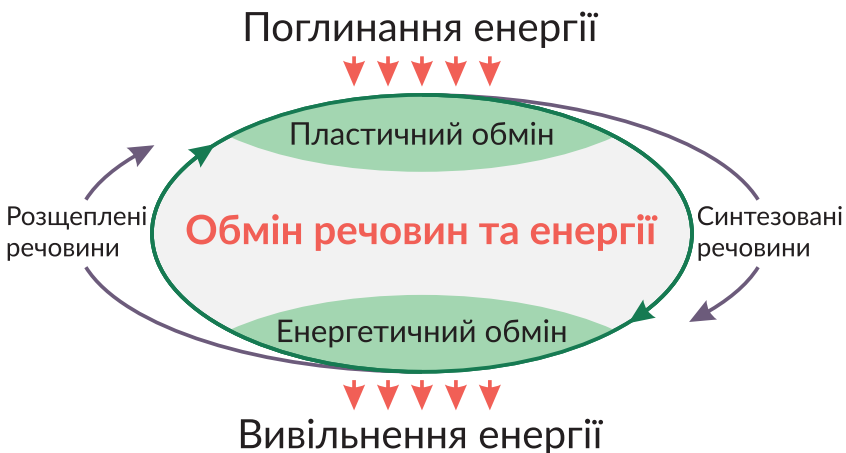 Поглинання енергії
Пластичний обмін
Розщеплені
речовини
Обмін речовин та енергії
Синтезовані
речовини
Енергетичний обмін
Вивільнення енергії